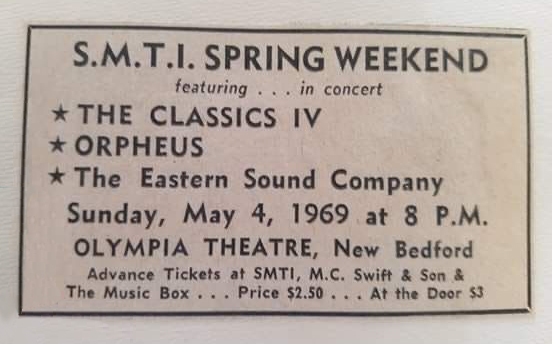 S.M.T.I. SPRING WEEKEND
featuring . . . in concert
★ THE CLASSICS IV
★ ORPHEUS
★ The Eastern Sound Company
Sunday, May 4, 1969 at 8 P.M.
OLYMPIA THEATRE, New Bedford
Advance Tickets at SMTI, M.C. Swift & Son &
The Music Box . . . Price $2.50 . . . At the Door $3